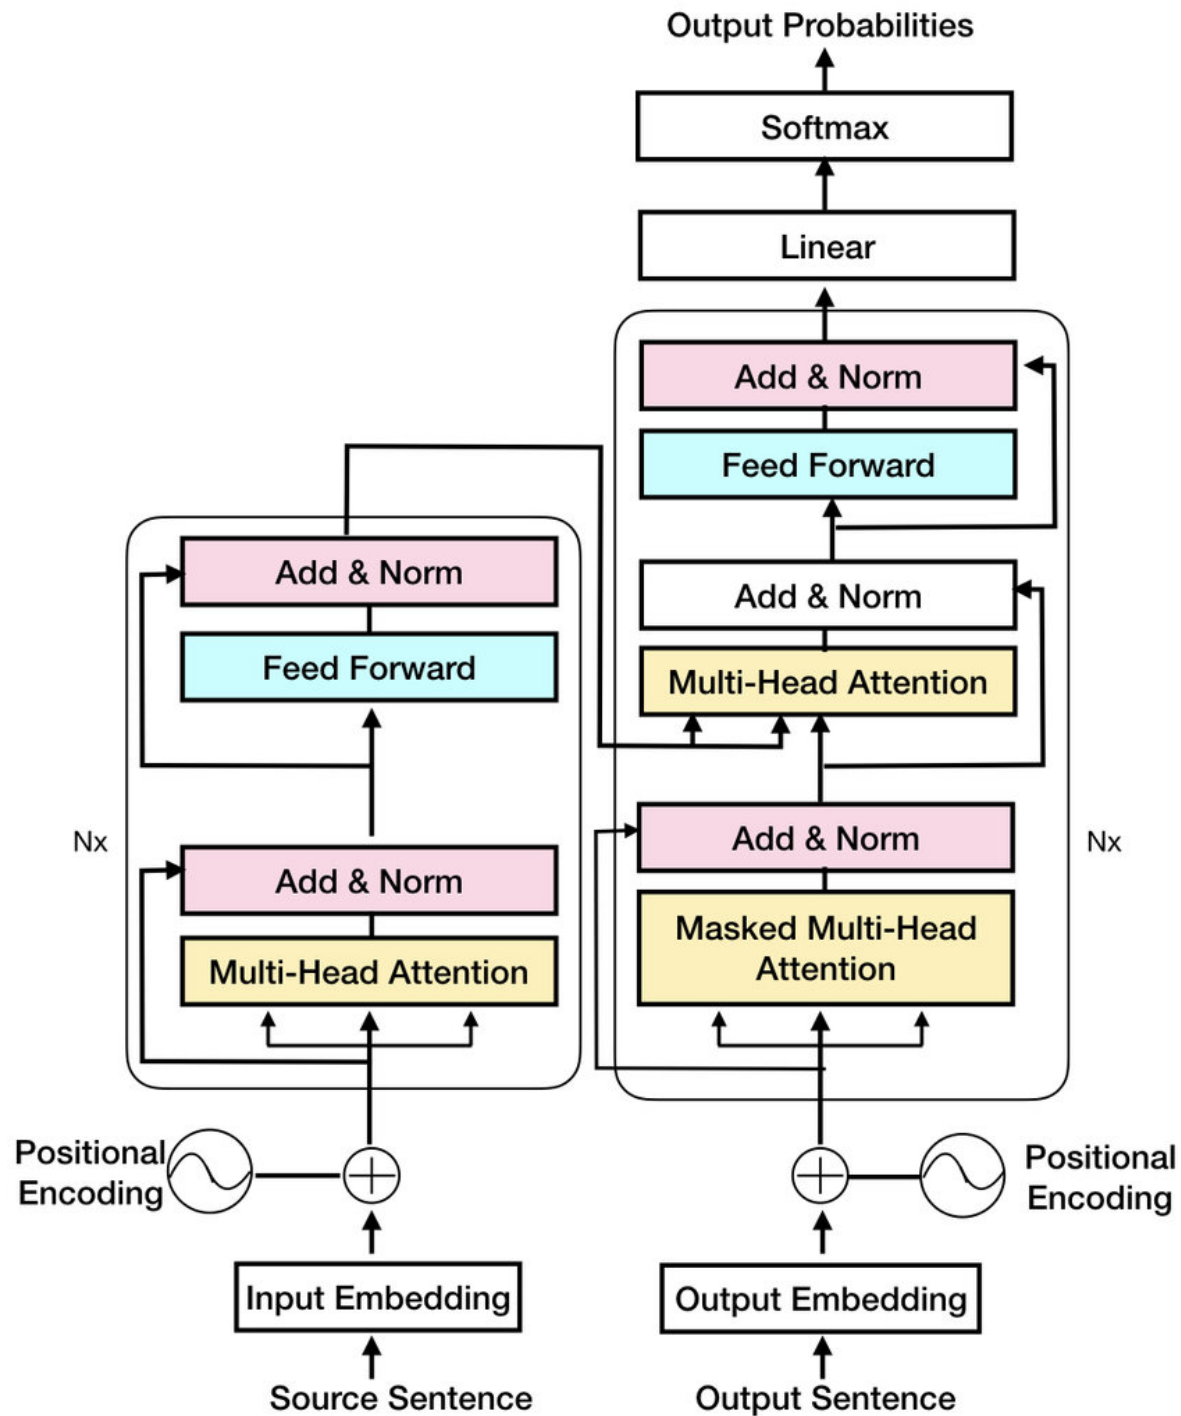 Output Probabilities
Softmax
Linear
Add & Norm
Feed Forward
Add & Norm
Multi-Head Attention
Add & Norm
Masked Multi-Head
Attention
Nx
Add & Norm
Feed Forward
Add & Norm
Multi-Head Attention
Nx
Positional
Encoding
Positional
Encoding
Input Embedding
Output Embedding
Source Sentence
Output Sentence